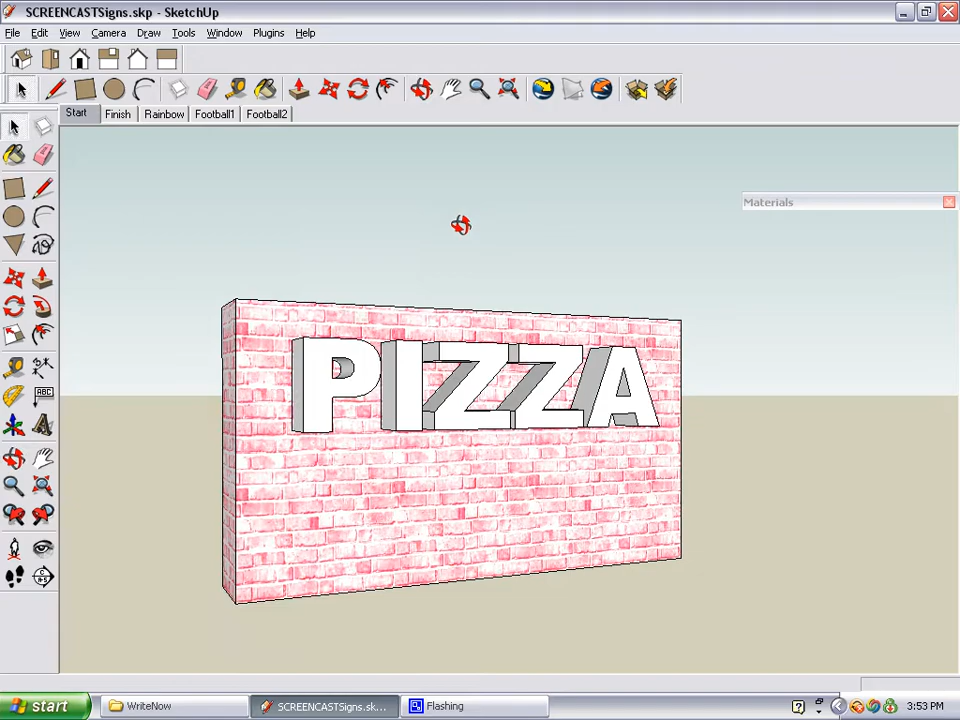 SCREENCASTSigns.skp - SketchUp
File Edit View Camera Draw Tools Window Plugins Help
Start Finish Rainbow Football1 Football2
Materials
ABC
PIZZA
start WriteNow SCREENCASTSigns.sk... Flashing 3:53 PM